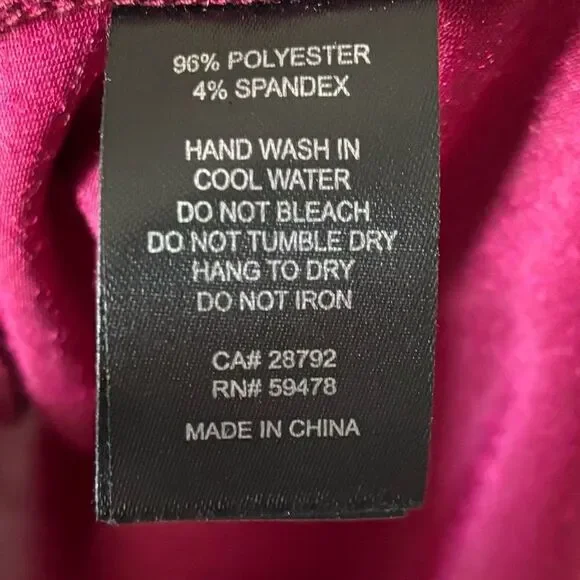 96% POLYESTER
4% SPANDEX
HAND WASH IN
COOL WATER
DO NOT BLEACH
DO NOT TUMBLE DRY
HANG TO DRY
DO NOT IRON
CA# 28792
RN# 59478
MADE IN CHINA